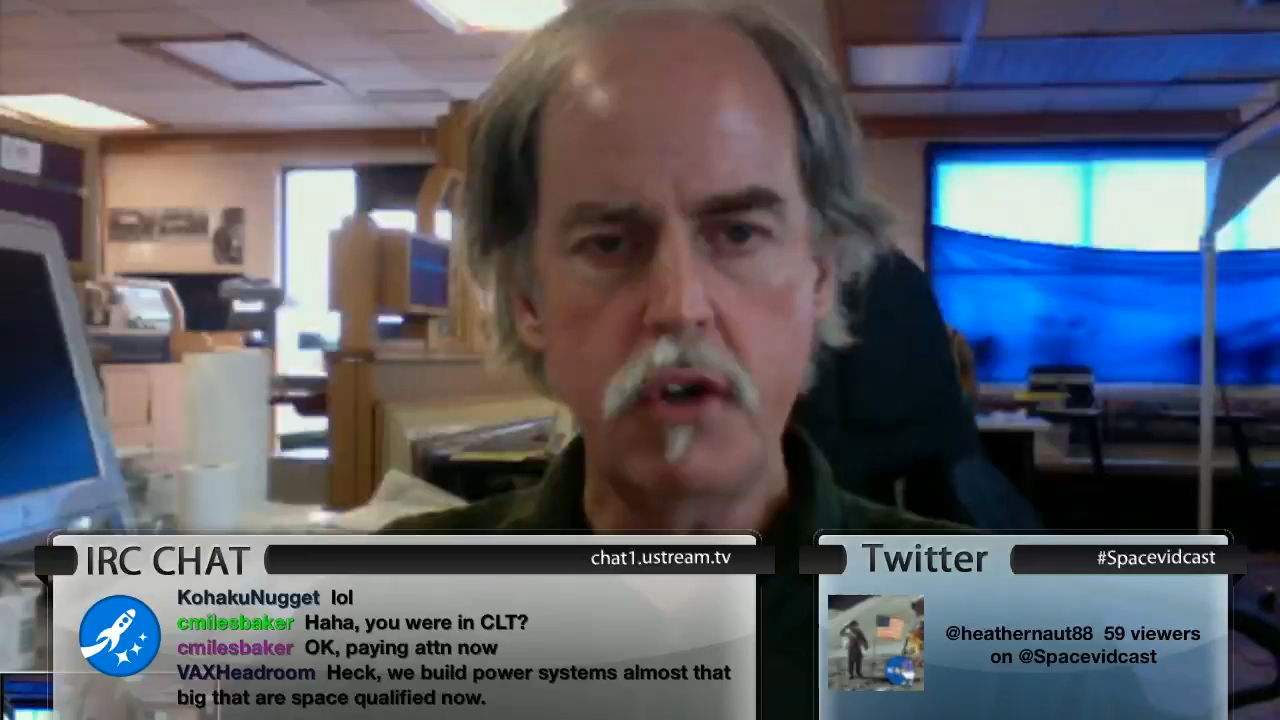 IRC CHAT
chat1.ustream.tv
KohakuNugget lol
cmilesbaker Haha, you were in CLT?
cmilesbaker OK, paying attn now
VAXHeadroom Heck, we build power systems almost that
big that are space qualified now.
Twitter
#Spacevidcast
@heathernaut88 59 viewers
on @Spacevidcast